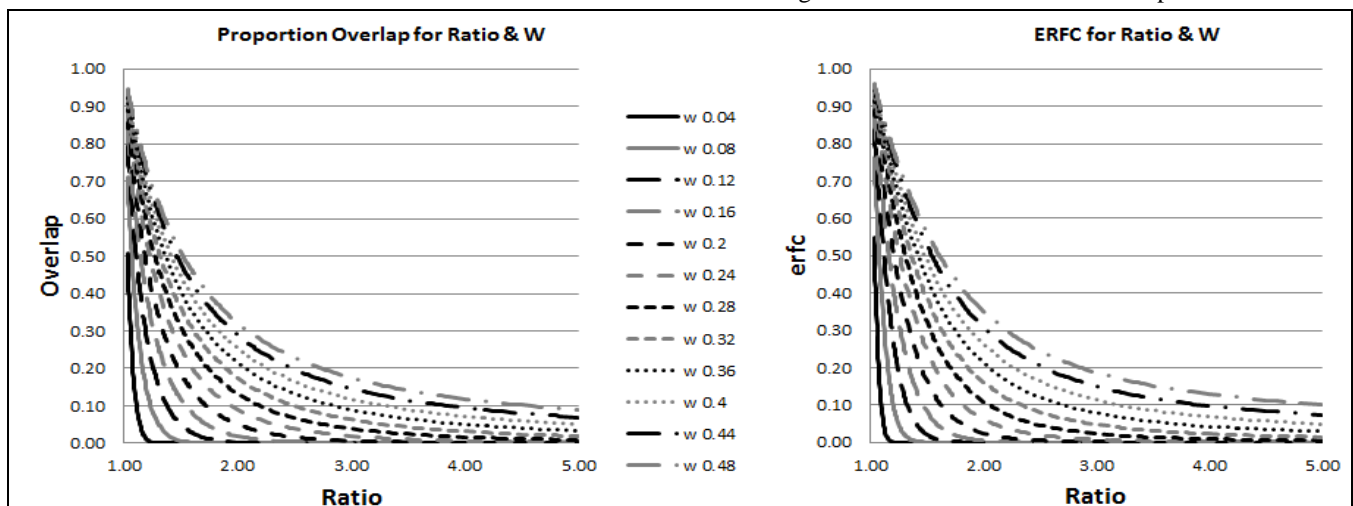 Proportion Overlap for Ratio & W
1.00
0.90
0.80
0.70
0.60
0.50
0.40
0.30
0.20
0.10
0.00
Overlap
1.00 2.00 3.00 4.00 5.00
Ratio
w 0.04
w 0.08
w 0.12
w 0.16
w 0.2
w 0.24
w 0.28
w 0.32
w 0.36
w 0.4
w 0.44
w 0.48
ERFC for Ratio & W
1.00
0.90
0.80
0.70
0.60
0.50
0.40
0.30
0.20
0.10
0.00
erfc
1.00 2.00 3.00 4.00 5.00
Ratio